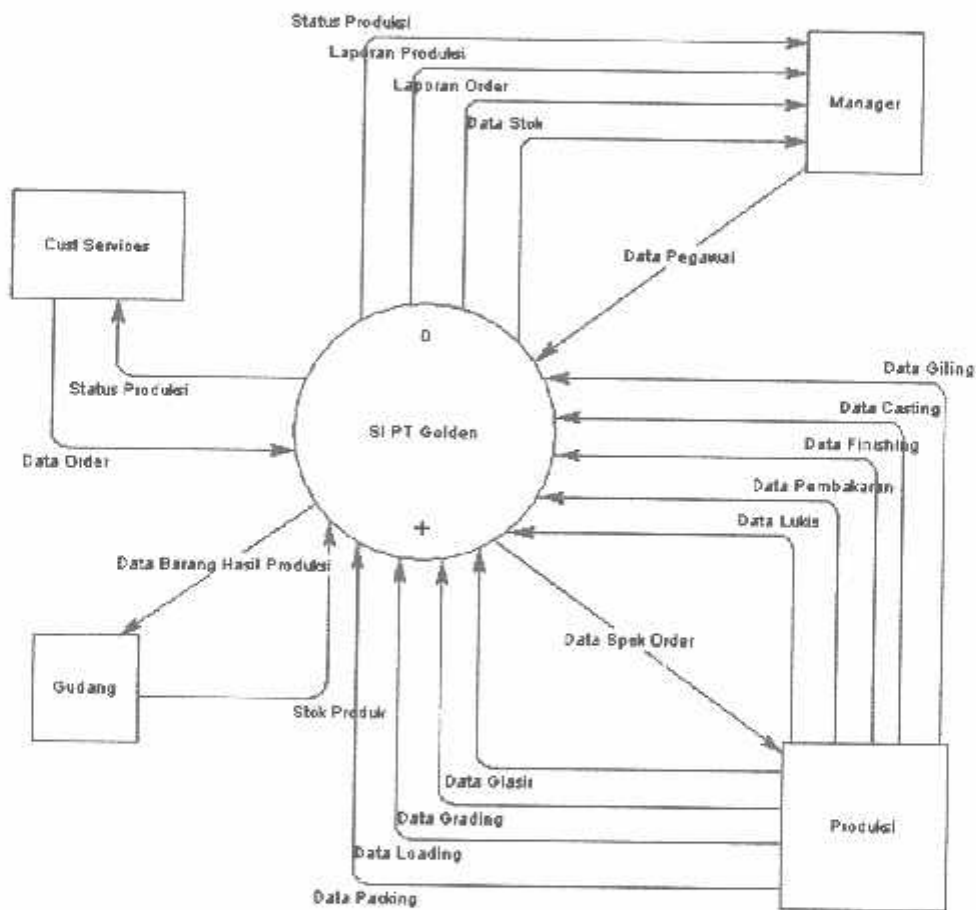 Status Produksi
Laporan Produksi
Laporan Order
Data Stok
Manager
Cust Services
Data Pegawai
0
Status Produksi
SI PT Golden
Data Order
Data Giling
Data Casting
Data Finishing
Data Pembakaran
Data Lukis
+
Data Barang Hasil Produksi
Data Spek Order
Gudang
Stok Produk
Data Glasir
Data Grading
Data Loading
Data Packing
Produksi